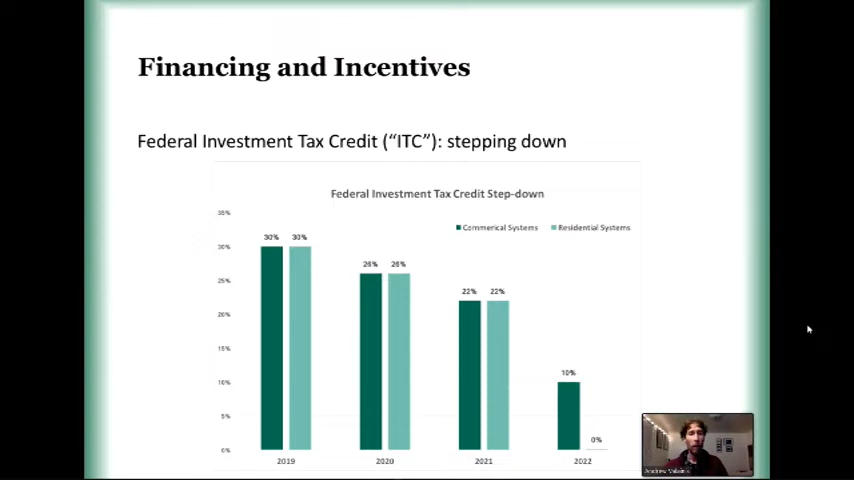 Financing and Incentives
Federal Investment Tax Credit (“ITC”): stepping down
Federal Investment Tax Credit Step-down
Commerical Systems Residential Systems
35%
30%
25%
20%
15%
10%
5%
0%
30% 30%
26% 26%
22% 22%
10% 0%
2019 2020 2021 2022
Andrew